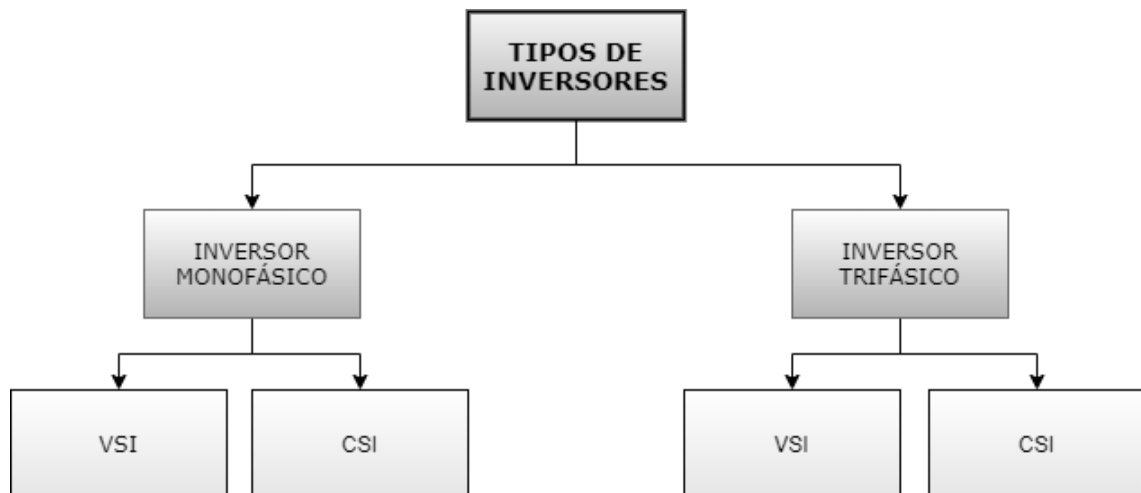 TIPOS DE
INVERSORES
INVERSOR
MONOFÁSICO
INVERSOR
TRIFÁSICO
VSI
CSI
VSI
CSI